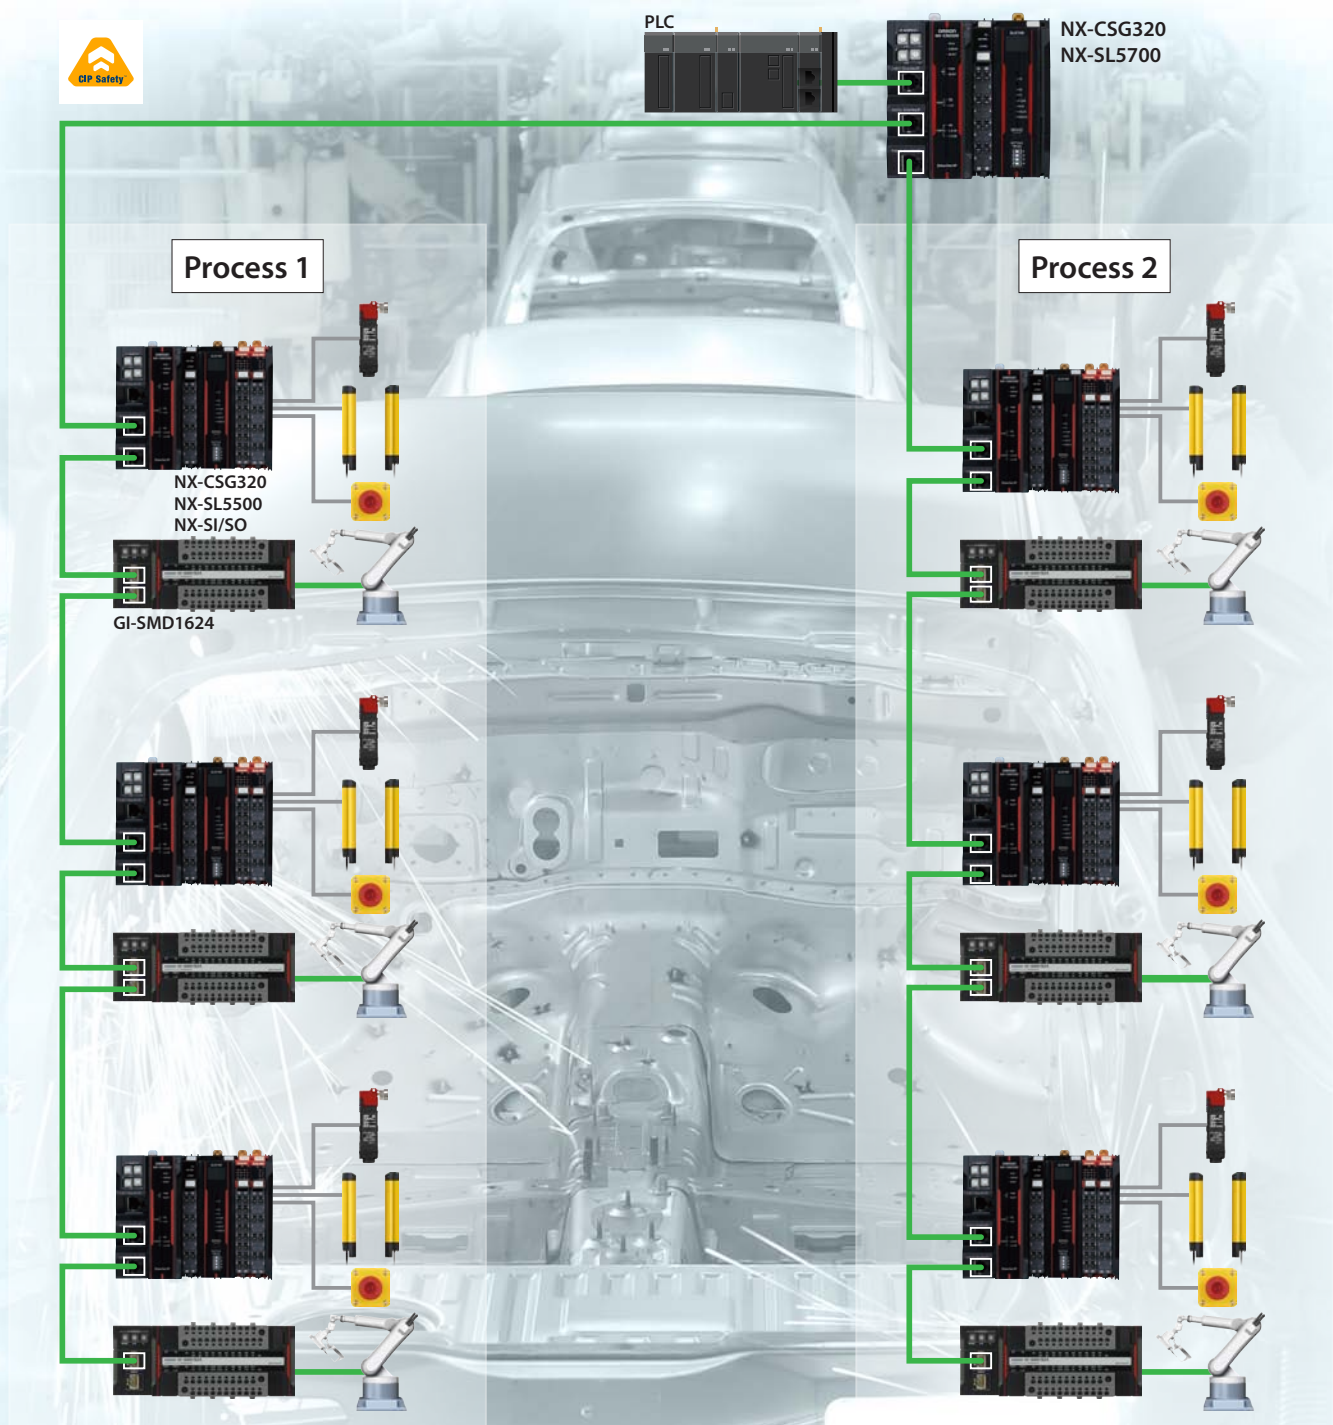 CIP Safety
PLC
NX-CSG320
NX-SL5700
Process 1
Process 2
NX-CSG320
NX-SL5500
NX-SI/SO
GI-SMD1624